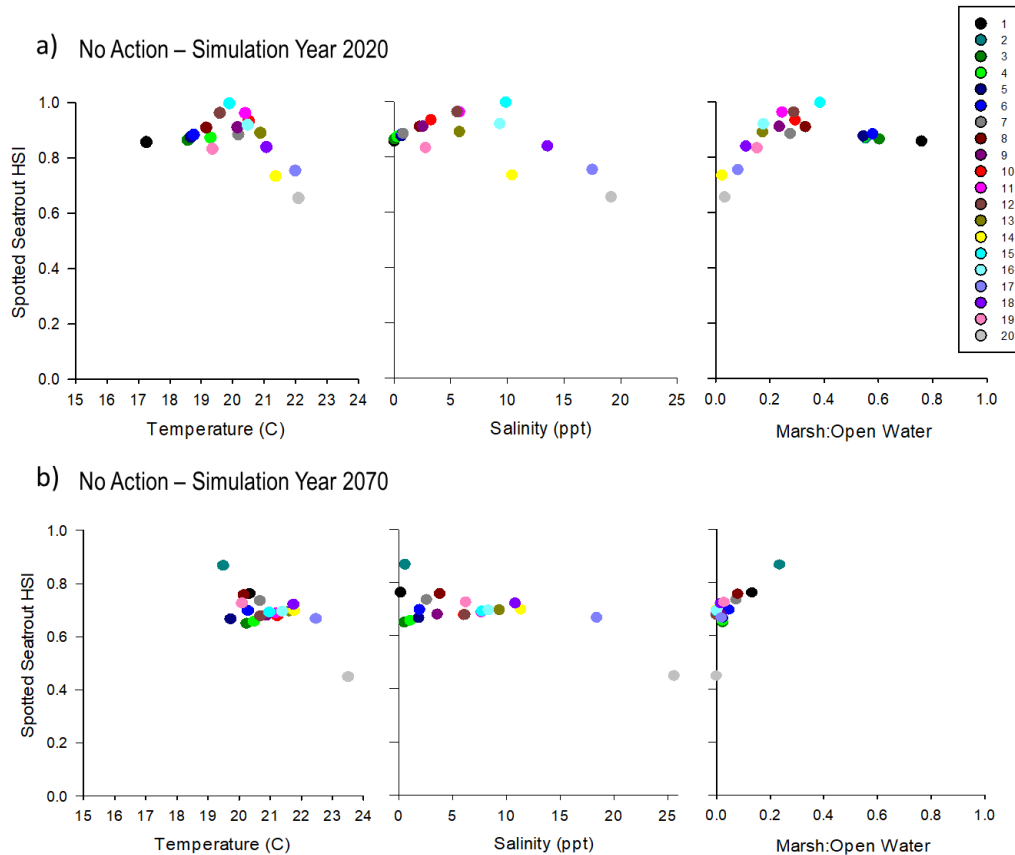 a) No Action – Simulation Year 2020
1
2
3
4
5
6
7
8
9
10
11
12
13
14
15
16
17
18
19
20
Spotted Seatrout HSI
1.0
0.8
0.6
0.4
0.2
0.0
15 16 17 18 19 20 21 22 23 24
0 5 10 15 20 25
0.0 0.2 0.4 0.6 0.8 1.0
Temperature (C)
Salinity (ppt)
Marsh:Open Water
b) No Action – Simulation Year 2070
Spotted Seatrout HSI
1.0
0.8
0.6
0.4
0.2
0.0
15 16 17 18 19 20 21 22 23 24
0 5 10 15 20 25
0.0 0.2 0.4 0.6 0.8 1.0
Temperature (C)
Salinity (ppt)
Marsh:Open Water